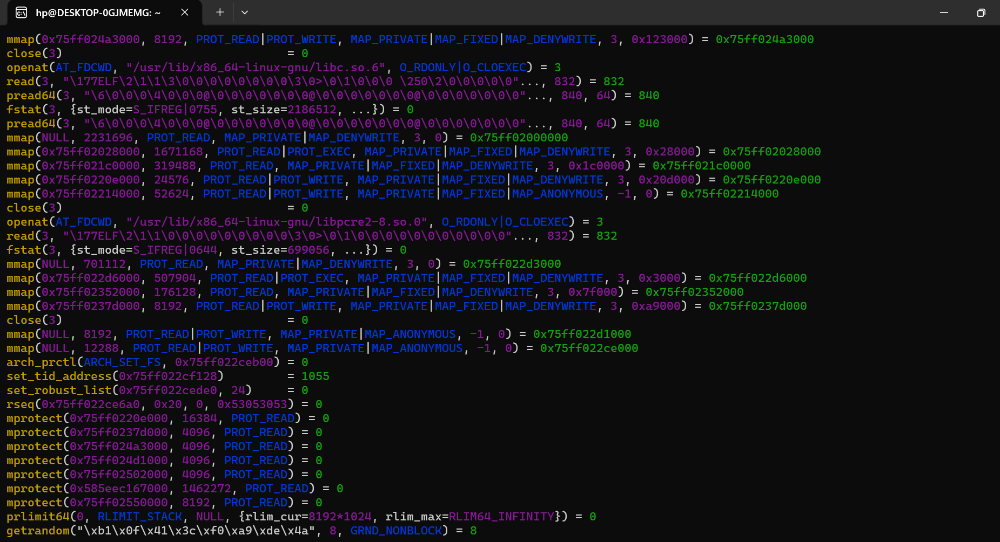 hp@DESKTOP-0GJMEMG: ~
mmap(0x75ff024a3000, 8192, PROT_READ|PROT_WRITE, MAP_PRIVATE|MAP_FIXED|MAP_DENYWRITE, 3, 0x123000) = 0x75ff024a3000
close(3)                                = 0
openat(AT_FDCWD, "/usr/lib/x86_64-linux-gnu/libc.so.6", O_RDONLY|O_CLOEXEC) = 3
read(3, "\177ELF\2\1\1\3\0\0\0\0\0\0\0\0\3\0>\0\1\0\0\0 \250\2\0\0\0\0\0"..., 832) = 832
pread64(3, "\6\0\0\0\4\0\0\0@\0\0\0\0\0\0\0@\0\0\0\0\0\0\0@\0\0\0\0\0\0\0"..., 840, 64) = 840
fstat(3, {st_mode=S_IFREG|0755, st_size=2186512, ...}) = 0
pread64(3, "\6\0\0\0\4\0\0\0@\0\0\0\0\0\0\0@\0\0\0\0\0\0\0@\0\0\0\0\0\0\0"..., 840, 64) = 840
mmap(NULL, 2231696, PROT_READ, MAP_PRIVATE|MAP_DENYWRITE, 3, 0) = 0x75ff02000000
mmap(0x75ff02028000, 1671168, PROT_READ|PROT_EXEC, MAP_PRIVATE|MAP_FIXED|MAP_DENYWRITE, 3, 0x28000) = 0x75ff02028000
mmap(0x75ff021c0000, 319488, PROT_READ, MAP_PRIVATE|MAP_FIXED|MAP_DENYWRITE, 3, 0x1c0000) = 0x75ff021c0000
mmap(0x75ff0220e000, 24576, PROT_READ|PROT_WRITE, MAP_PRIVATE|MAP_FIXED|MAP_DENYWRITE, 3, 0x20d000) = 0x75ff0220e000
mmap(0x75ff02214000, 52624, PROT_READ|PROT_WRITE, MAP_PRIVATE|MAP_FIXED|MAP_ANONYMOUS, -1, 0) = 0x75ff02214000
close(3)                                = 0
openat(AT_FDCWD, "/usr/lib/x86_64-linux-gnu/libpcre2-8.so.0", O_RDONLY|O_CLOEXEC) = 3
read(3, "\177ELF\2\1\1\0\0\0\0\0\0\0\0\0\3\0>\0\1\0\0\0\0\0\0\0\0\0\0\0"..., 832) = 832
fstat(3, {st_mode=S_IFREG|0644, st_size=699056, ...}) = 0
mmap(NULL, 701112, PROT_READ, MAP_PRIVATE|MAP_DENYWRITE, 3, 0) = 0x75ff022d3000
mmap(0x75ff022d6000, 507904, PROT_READ|PROT_EXEC, MAP_PRIVATE|MAP_FIXED|MAP_DENYWRITE, 3, 0x3000) = 0x75ff022d6000
mmap(0x75ff02352000, 176128, PROT_READ, MAP_PRIVATE|MAP_FIXED|MAP_DENYWRITE, 3, 0x7f000) = 0x75ff02352000
mmap(0x75ff0237d000, 8192, PROT_READ|PROT_WRITE, MAP_PRIVATE|MAP_FIXED|MAP_DENYWRITE, 3, 0xa9000) = 0x75ff0237d000
close(3)                                = 0
mmap(NULL, 8192, PROT_READ|PROT_WRITE, MAP_PRIVATE|MAP_ANONYMOUS, -1, 0) = 0x75ff022d1000
mmap(NULL, 12288, PROT_READ|PROT_WRITE, MAP_PRIVATE|MAP_ANONYMOUS, -1, 0) = 0x75ff022ce000
arch_prctl(ARCH_SET_FS, 0x75ff022ceb00) = 0
set_tid_address(0x75ff022cf128)         = 1055
set_robust_list(0x75ff022cede0, 24)     = 0
rseq(0x75ff022ce6a0, 0x20, 0, 0x53053053) = 0
mprotect(0x75ff0220e000, 16384, PROT_READ) = 0
mprotect(0x75ff0237d000, 4096, PROT_READ) = 0
mprotect(0x75ff024a3000, 4096, PROT_READ) = 0
mprotect(0x75ff024d1000, 4096, PROT_READ) = 0
mprotect(0x75ff02502000, 4096, PROT_READ) = 0
mprotect(0x585eec167000, 1462272, PROT_READ) = 0
mprotect(0x75ff02550000, 8192, PROT_READ) = 0
prlimit64(0, RLIMIT_STACK, NULL, {rlim_cur=8192*1024, rlim_max=RLIM64_INFINITY}) = 0
getrandom("\xb1\x0f\x41\x3c\xf0\xa9\xde\x4a", 8, GRND_NONBLOCK) = 8